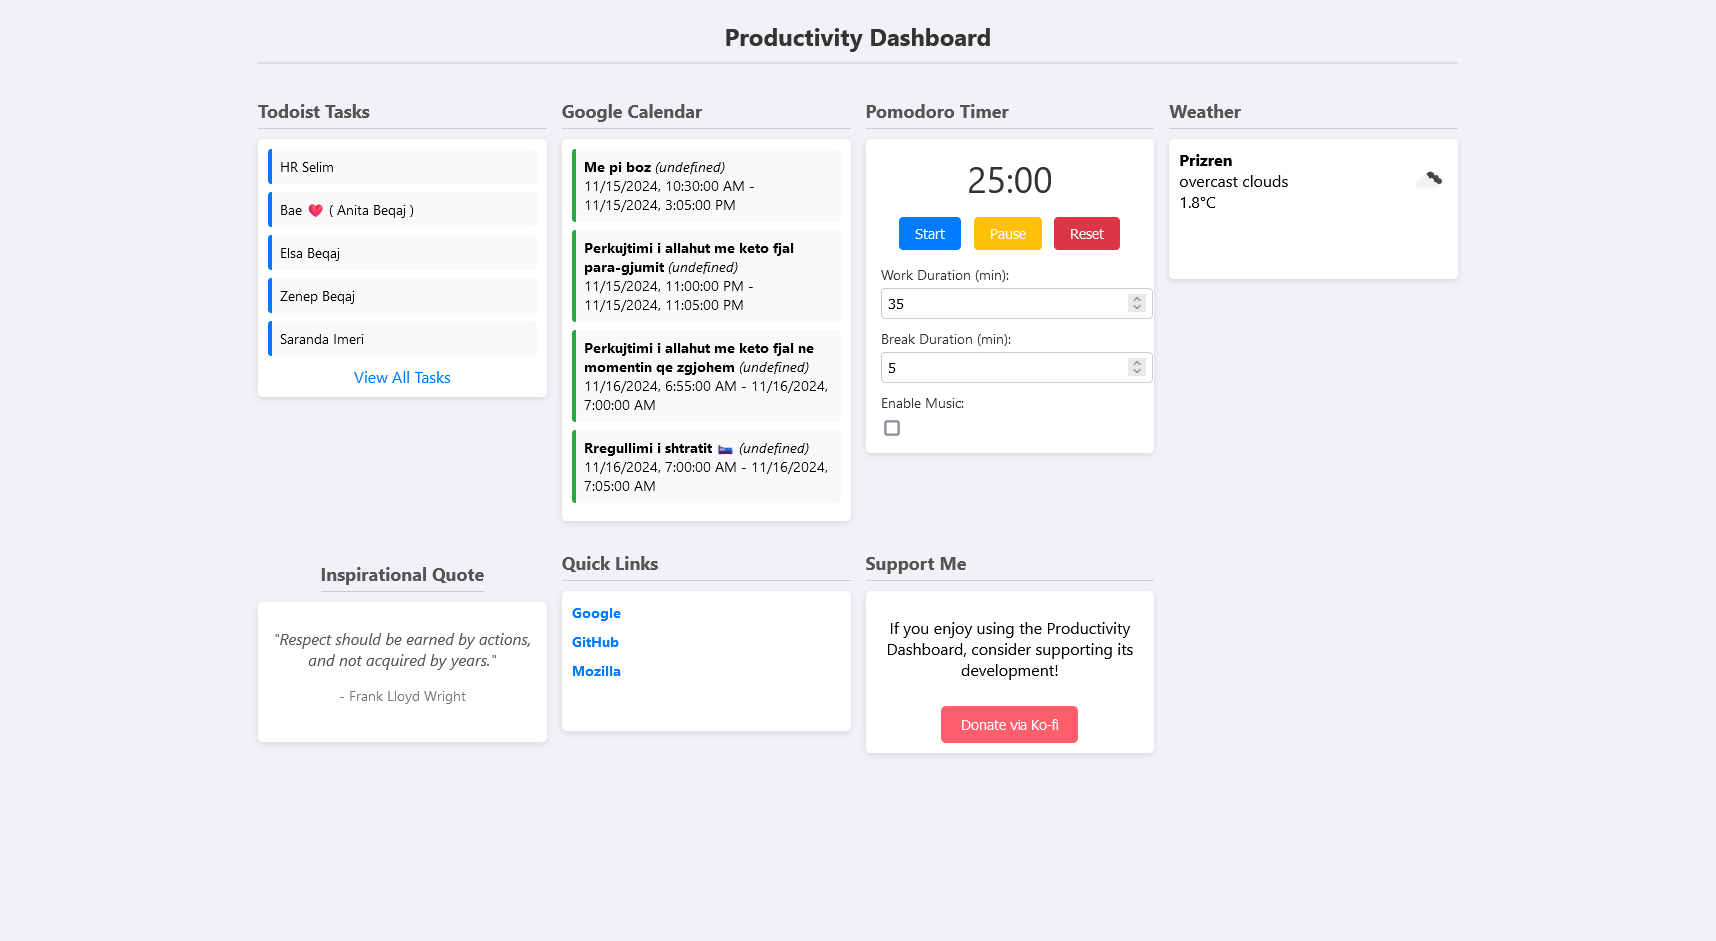 Productivity Dashboard
Todoist Tasks
HR Selim
Bae 💗 ( Anita Beqaj )
Elsa Beqaj
Zenep Beqaj
Saranda Imeri
View All Tasks
Google Calendar
Me pi boz (undefined)
11/15/2024, 10:30:00 AM -
11/15/2024, 3:05:00 PM
Perkujtimi i allahut me keto fjal
para-gjumit (undefined)
11/15/2024, 11:00:00 PM -
11/15/2024, 11:05:00 PM
Perkujtimi i allahut me keto fjal ne
momentin qe zgjohem (undefined)
11/16/2024, 6:55:00 AM - 11/16/2024,
7:00:00 AM
Rregullimi i shtratit 🛏️ (undefined)
11/16/2024, 7:00:00 AM - 11/16/2024,
7:05:00 AM
Pomodoro Timer
25:00
Start Pause Reset
Work Duration (min):
35
Break Duration (min):
5
Enable Music:
Weather
Prizren
overcast clouds
1.8°C
Inspirational Quote
"Respect should be earned by actions,
and not acquired by years."
- Frank Lloyd Wright
Quick Links
Google
GitHub
Mozilla
Support Me
If you enjoy using the Productivity
Dashboard, consider supporting its
development!
Donate via Ko-fi